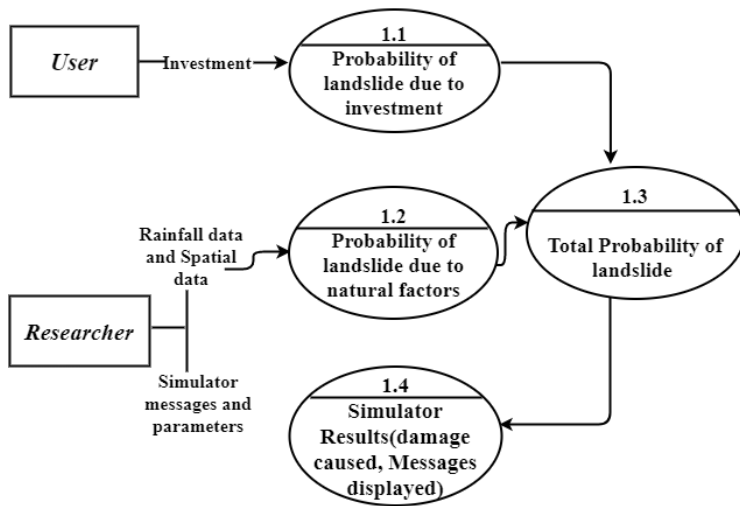 User
Investment
1.1
Probability of
landslide due to
investment
1.2
Probability of
landslide due to
natural factors
1.3
Total Probability of
landslide
Rainfall data
and Spatial
data
Researcher
Simulator
messages and
parameters
1.4
Simulator
Results(damage
caused, Messages
displayed)